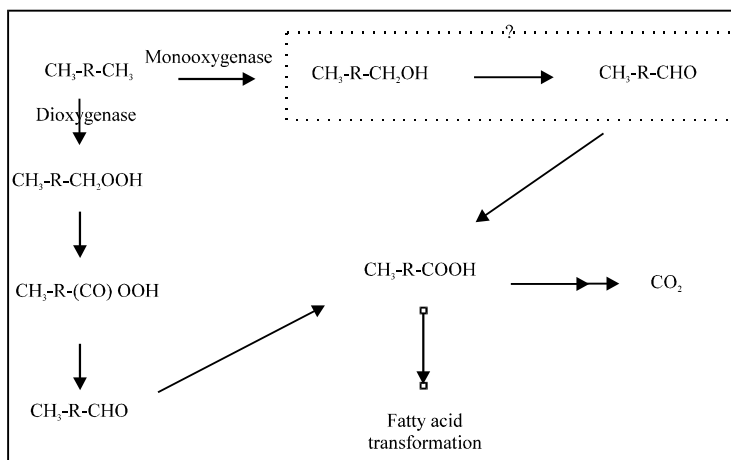 ?
CH₃-R-CH₃
Monooxygenase
CH₃-R-CH₂OH
CH₃-R-CHO
Dioxygenase
CH₃-R-CH₂OOH
CH₃-R-(CO) OOH
CH₃-R-CHO
CH₃-R-COOH
CO₂
Fatty acid
transformation